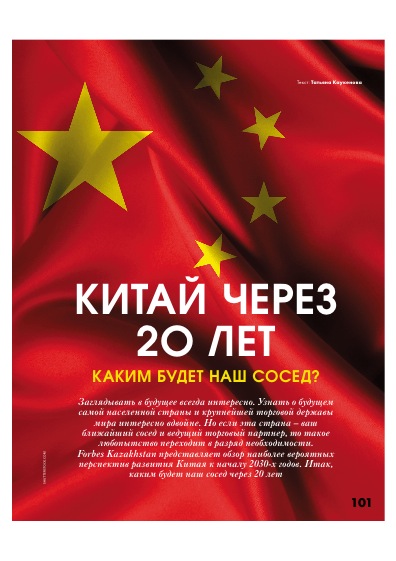 Текст: Татьяна Каукенова
КИТАЙ ЧЕРЕЗ
20 ЛЕТ
КАКИМ БУДЕТ НАШ СОСЕД?
Заглядывать в будущее всегда интересно. Узнать о будущем
самой населенной страны и крупнейшей торговой державы
мира интересно вдвойне. Но если эта страна – ваш
ближайший сосед и ведущий торговый партнер, то такое
любопытство переходит в разряд необходимости.
Forbes Kazakhstan представляет обзор наиболее вероятных
перспектив развития Китая к началу 2030-х годов. Итак,
каким будет наш сосед через 20 лет
101